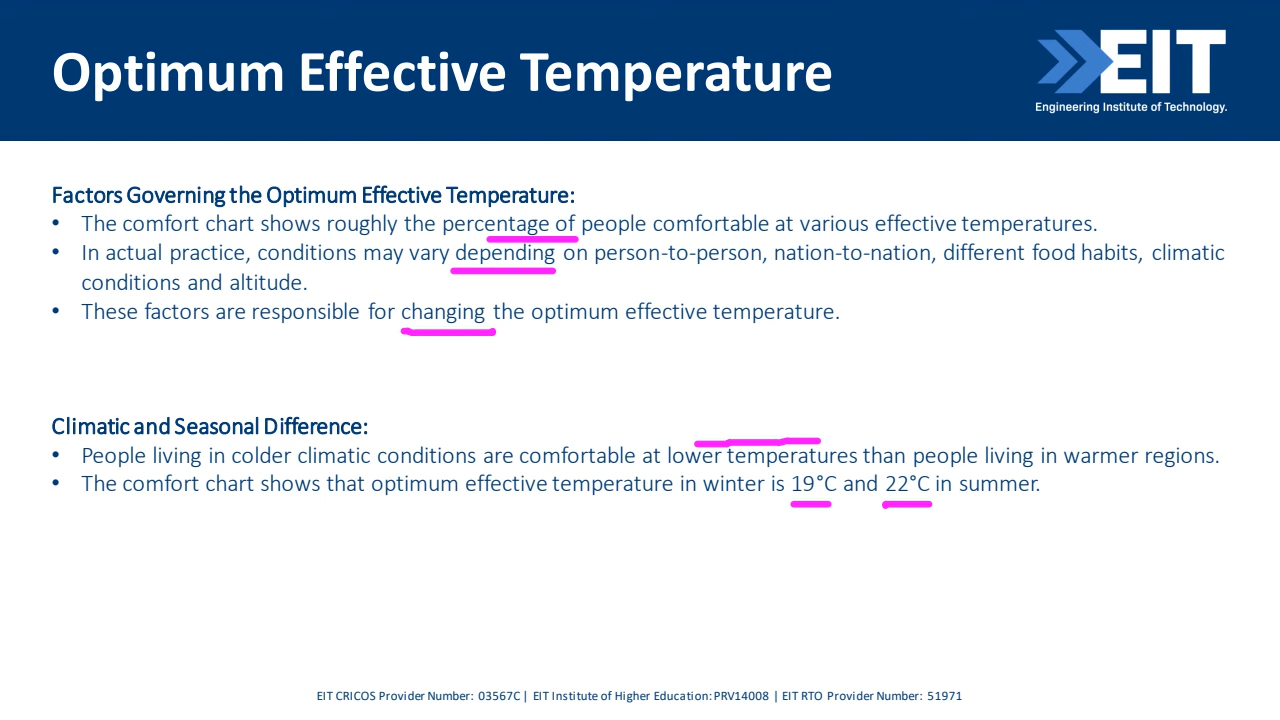 Optimum Effective Temperature
EIT
Engineering Institute of Technology.
Factors Governing the Optimum Effective Temperature:
• The comfort chart shows roughly the percentage of people comfortable at various effective temperatures.
• In actual practice, conditions may vary depending on person-to-person, nation-to-nation, different food habits, climatic
conditions and altitude.
• These factors are responsible for changing the optimum effective temperature.
Climatic and Seasonal Difference:
• People living in colder climatic conditions are comfortable at lower temperatures than people living in warmer regions.
• The comfort chart shows that optimum effective temperature in winter is 19°C and 22°C in summer.
EIT CRICOS Provider Number: 03567C | EIT Institute of Higher Education: PRV14008 | EIT RTO Provider Number: 51971